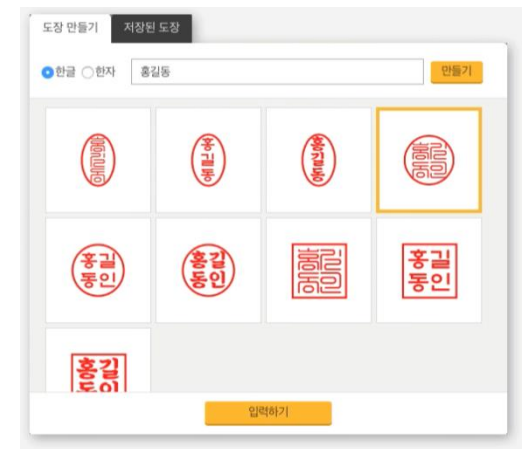 도장 만들기 저장된 도장
한글 한자 홍길동 만들기
홍길동 홍길동 홍길동 홍길동인
홍길동인 홍길동인 홍길동인 홍길동인
홍길동인
입력하기